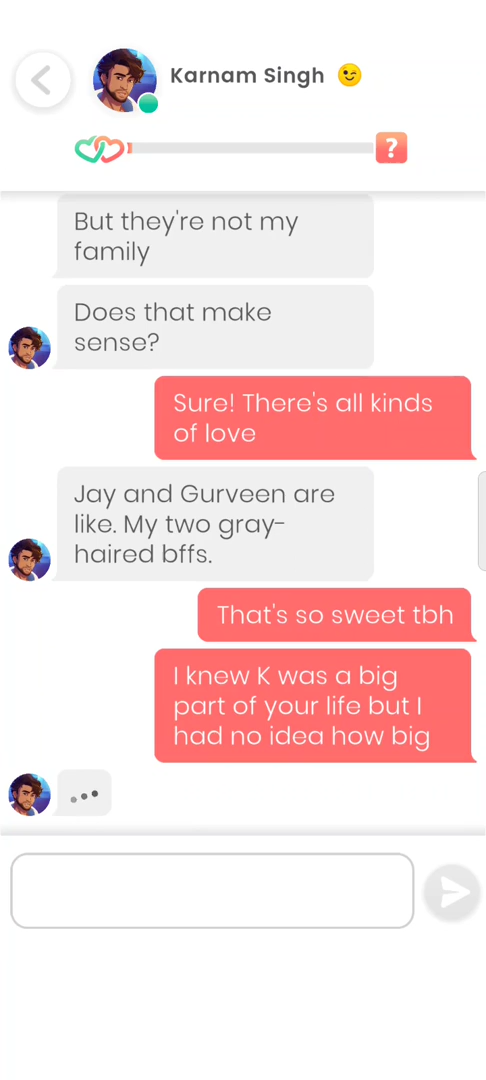 Karnam Singh 😉
?
But they're not my
family
Does that make
sense?
Sure! There's all kinds
of love
Jay and Gurveen are
like. My two gray-
haired bffs.
That's so sweet tbh
I knew K was a big
part of your life but I
had no idea how big